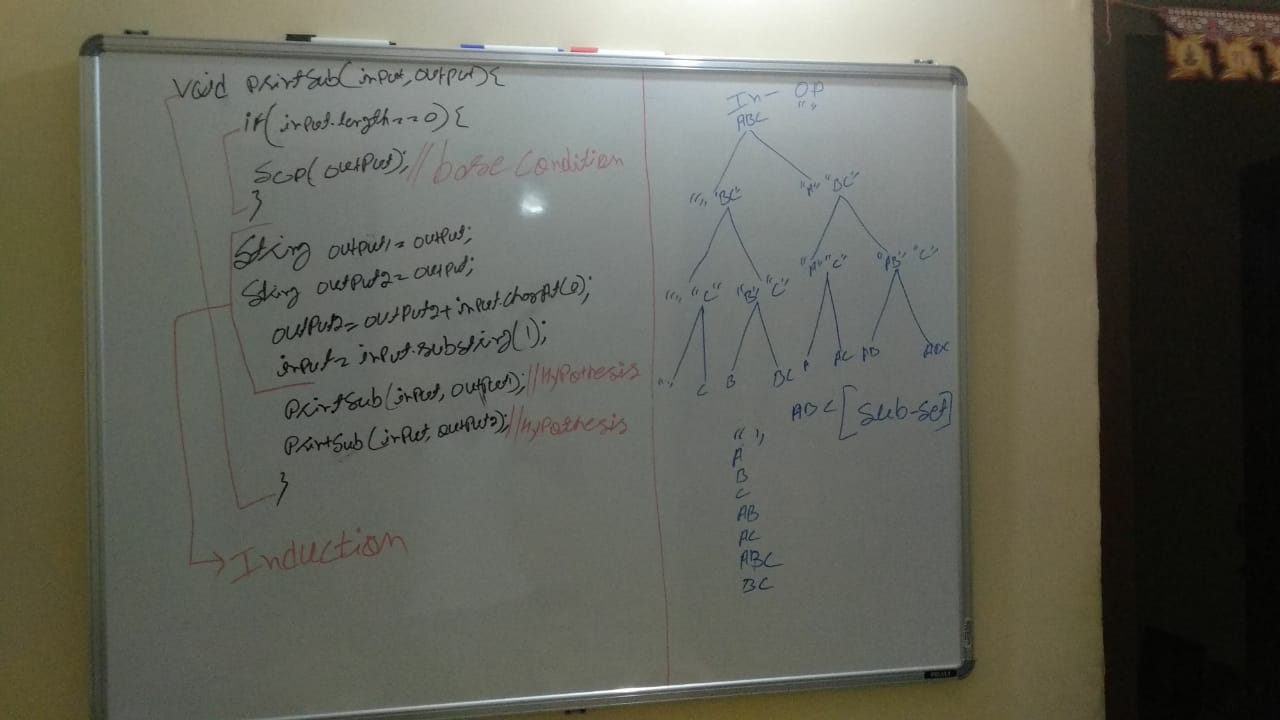 Void PrintSub(input, output){
if(input.length==0){
Sop(output); //base Condition
}
String output1=output;
String output2=output;
output2=output2+input.charAt(0);
input=input.substring(1);
PrintSub(input, output1); //Hypothesis
PrintSub(input, output2); //Hypothesis
}
Induction
In - OP
ABC " "
" " "BC" "A" "BC"
" " "C" "B" "C" "A" "C" "AB" "C"
" " C B BC A AC AB ABC
ABC [Sub-Set]
" "
A
B
C
AB
AC
ABC
BC